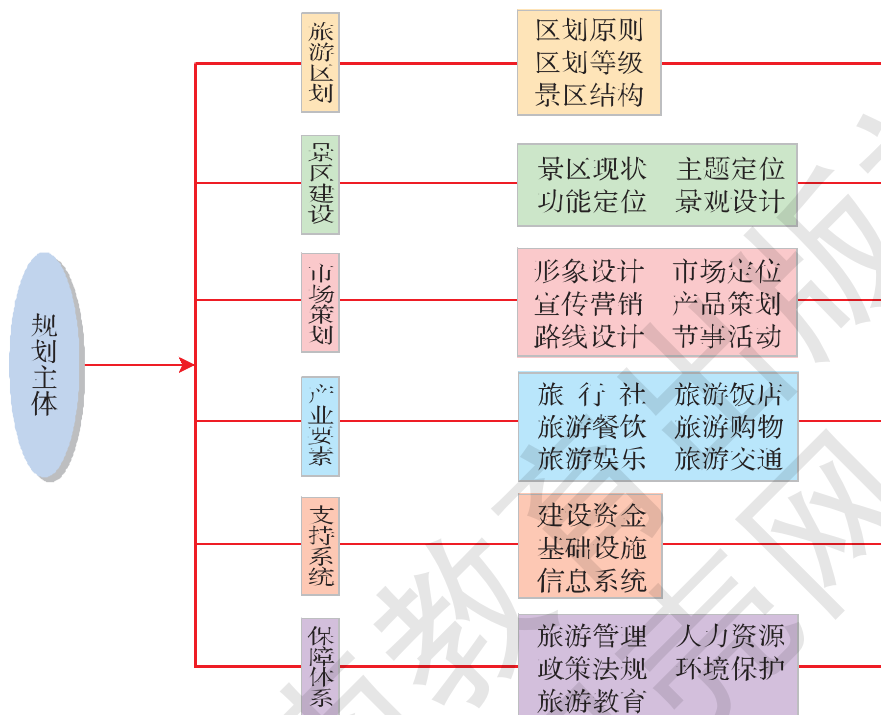 规划主体
旅游区划
区划原则
区划等级
景区结构
景区建设
景区现状 主题定位
功能定位 景观设计
市场策划
形象设计 市场定位
宣传营销 产品策划
路线设计 节事活动
产业要素
旅行社 旅游饭店
旅游餐饮 旅游购物
旅游娱乐 旅游交通
支持系统
建设资金
基础设施
信息系统
保障体系
旅游管理 人力资源
政策法规 环境保护
旅游教育